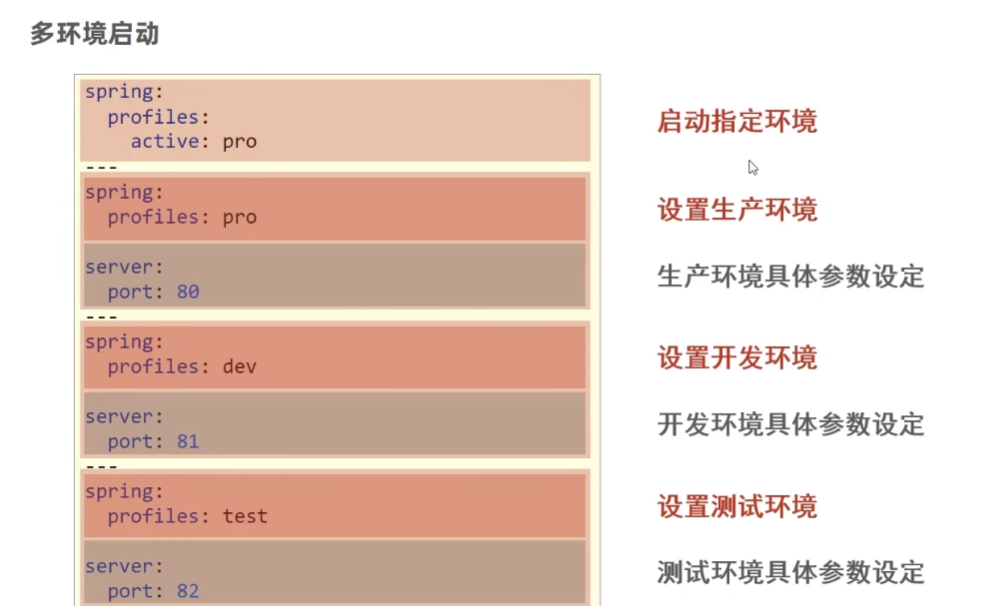 多环境启动
spring:
  profiles:
    active: pro
启动指定环境
---
spring:
  profiles: pro
设置生产环境
server:
  port: 80
生产环境具体参数设定
---
spring:
  profiles: dev
设置开发环境
server:
  port: 81
开发环境具体参数设定
---
spring:
  profiles: test
设置测试环境
server:
  port: 82
测试环境具体参数设定